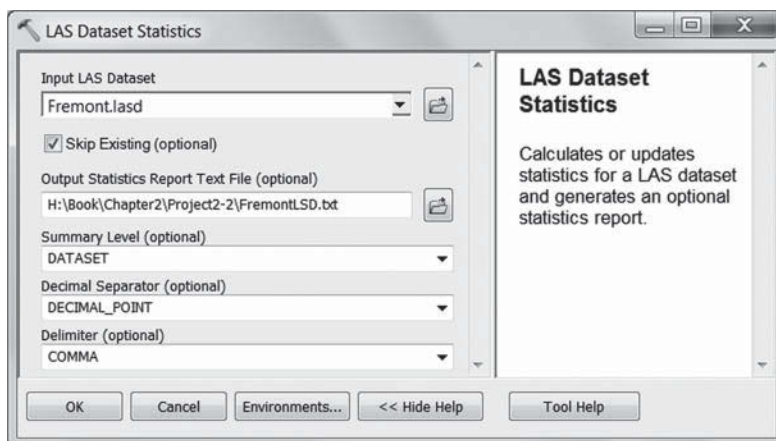 LAS Dataset Statistics
Input LAS Dataset
Fremont.lasd
Skip Existing (optional)
Output Statistics Report Text File (optional)
H:\Book\Chapter2\Project2-2\FremontLSD.txt
Summary Level (optional)
DATASET
Decimal Separator (optional)
DECIMAL_POINT
Delimiter (optional)
COMMA
OK
Cancel
Environments...
<< Hide Help
Tool Help
LAS Dataset
Statistics
Calculates or updates
statistics for a LAS dataset
and generates an optional
statistics report.